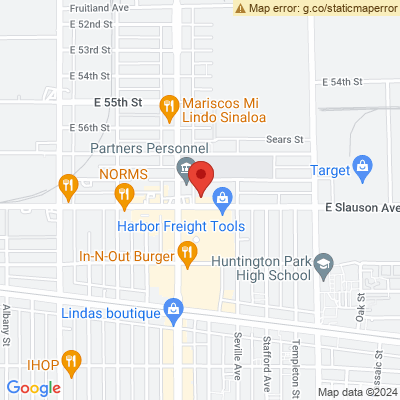 Fruitland Ave
Map error: g.co/staticmaperror
E 52nd St
E 53rd St
E 54th St
E 54th St
E 55th St
Mariscos Mi
Lindo Sinaloa
E 56th St
Sears St
Partners Personnel
NORMS
Target
E Slauson Ave
Harbor Freight Tools
In-N-Out Burger
Huntington Park
High School
Albany St
Lindas boutique
Oak St
IHOP
Seville Ave
Stafford Ave
Templeton St
assaic St
Google
Map data ©2024